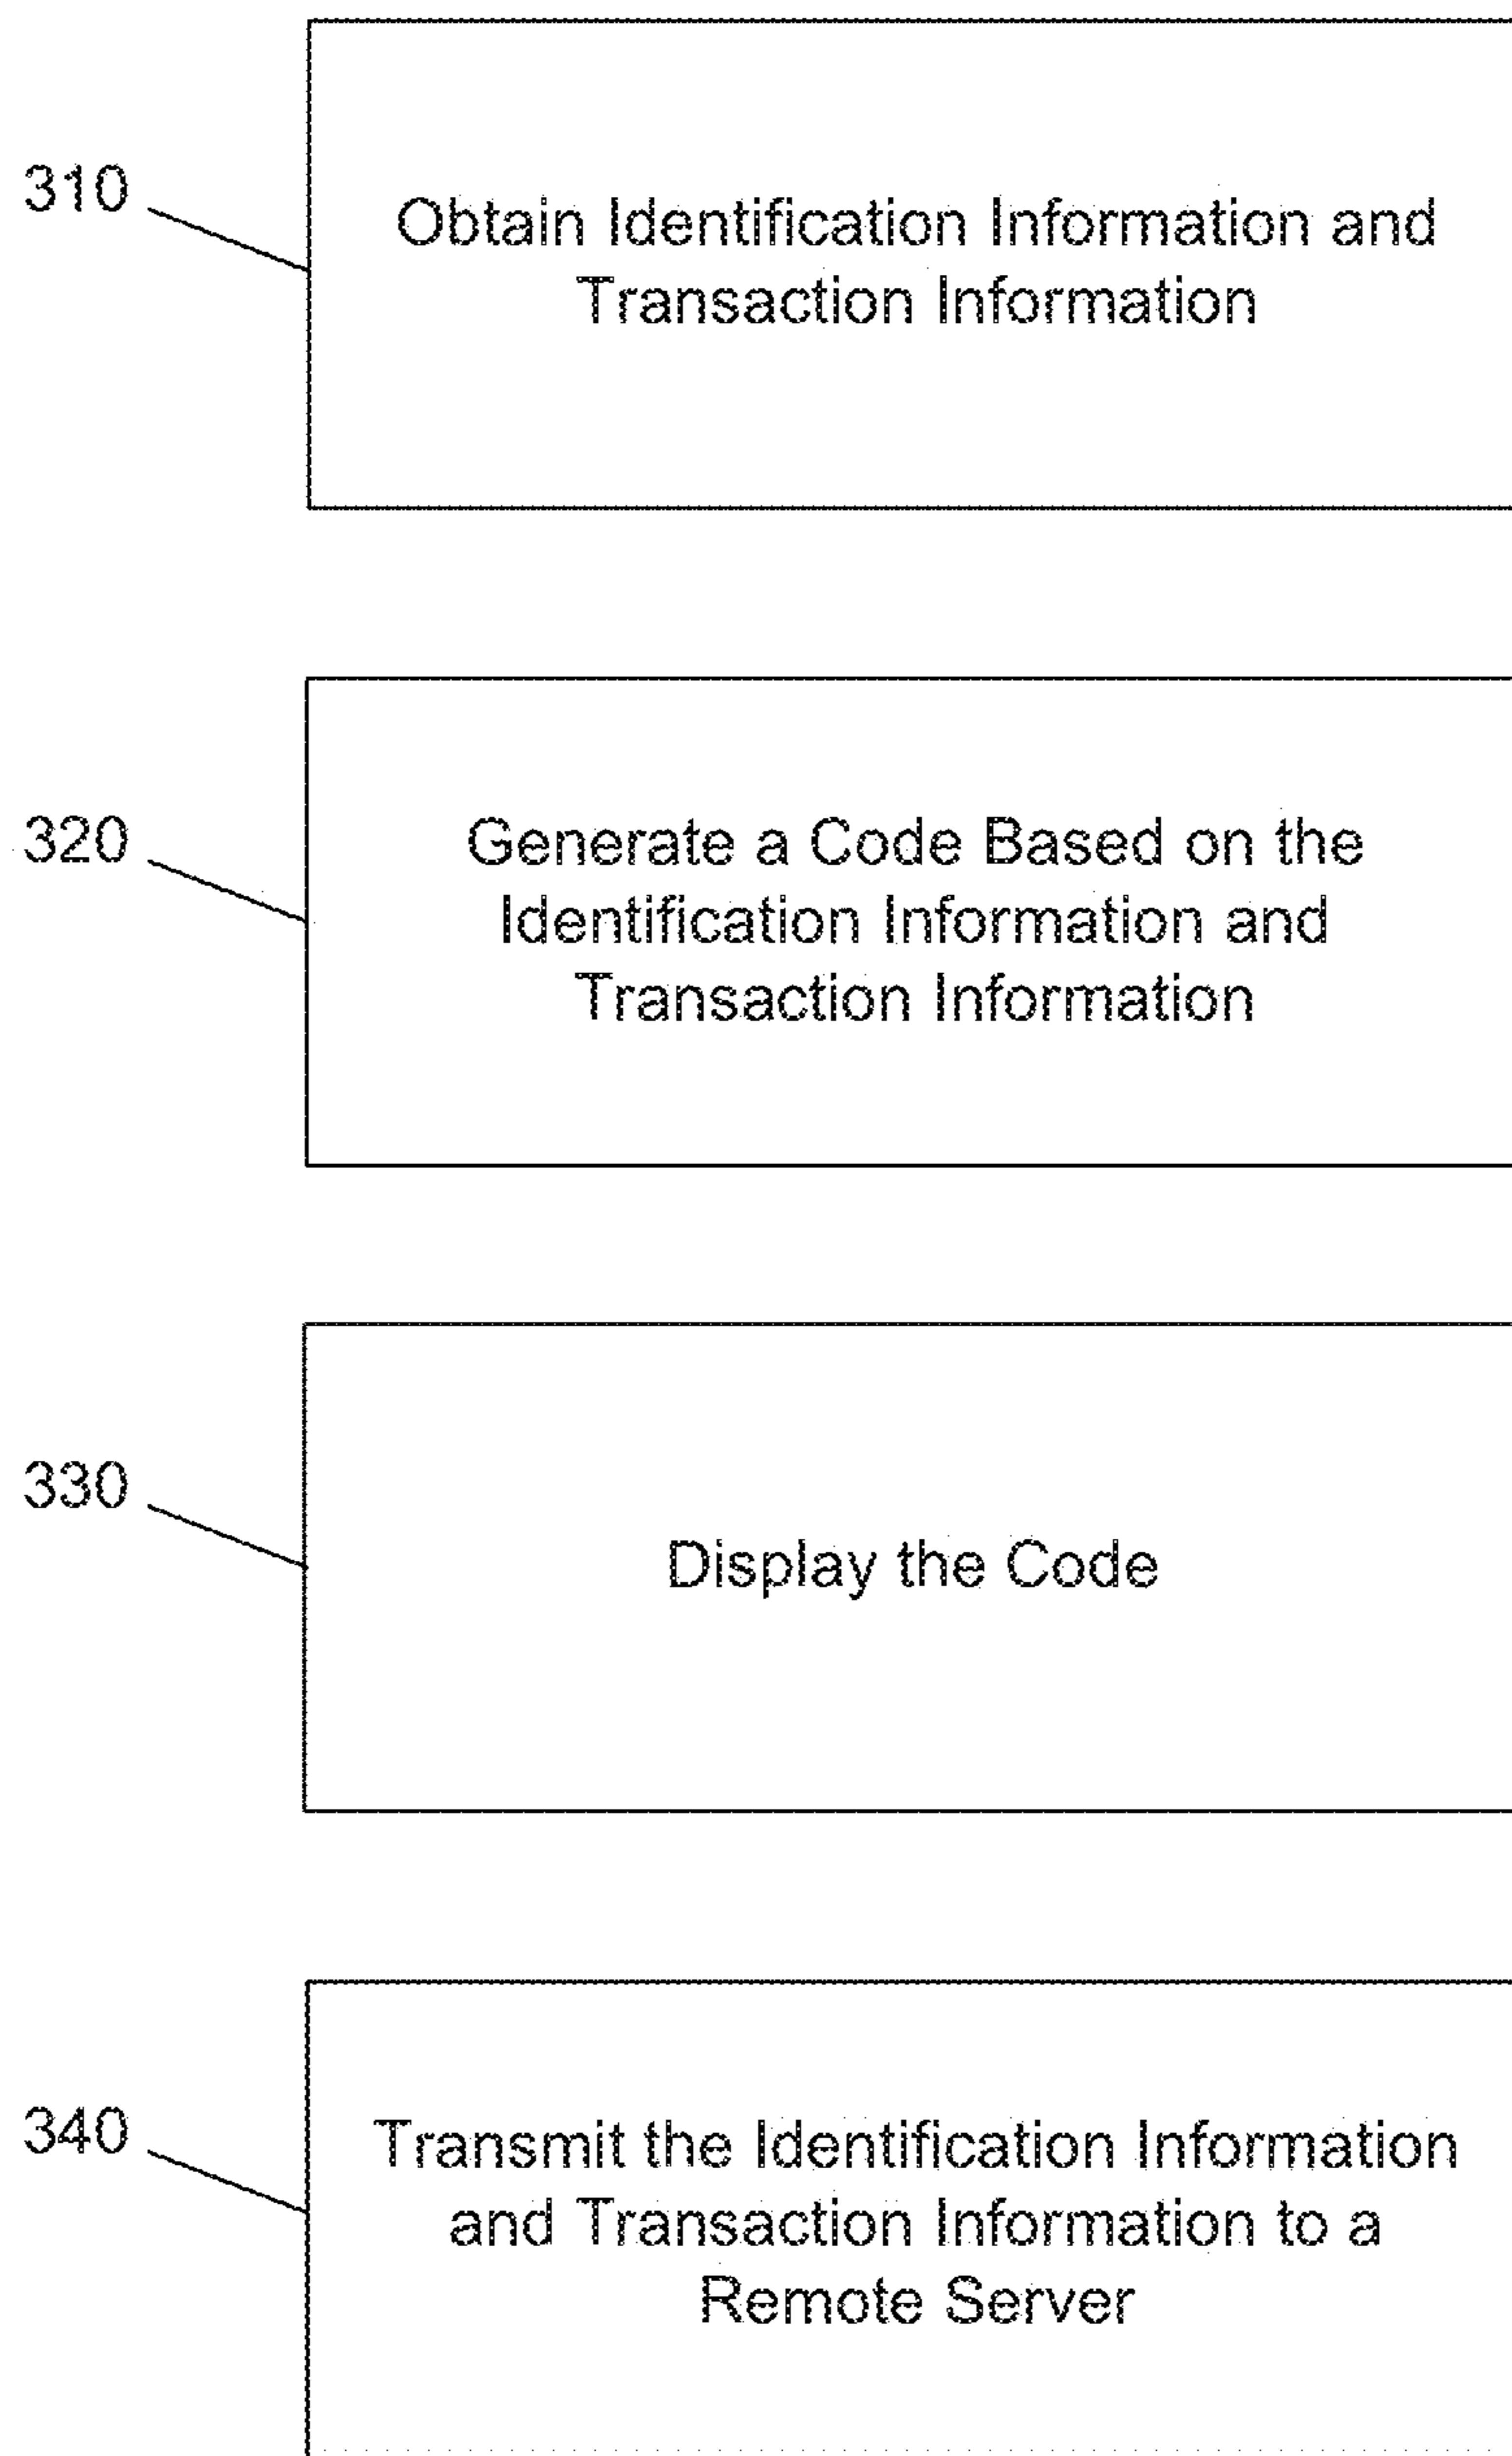 310
Obtain Identification Information and
Transaction Information
320
Generate a Code Based on the
Identification Information and
Transaction Information
330
Display the Code
340
Transmit the Identification Information
and Transaction Information to a
Remote Server